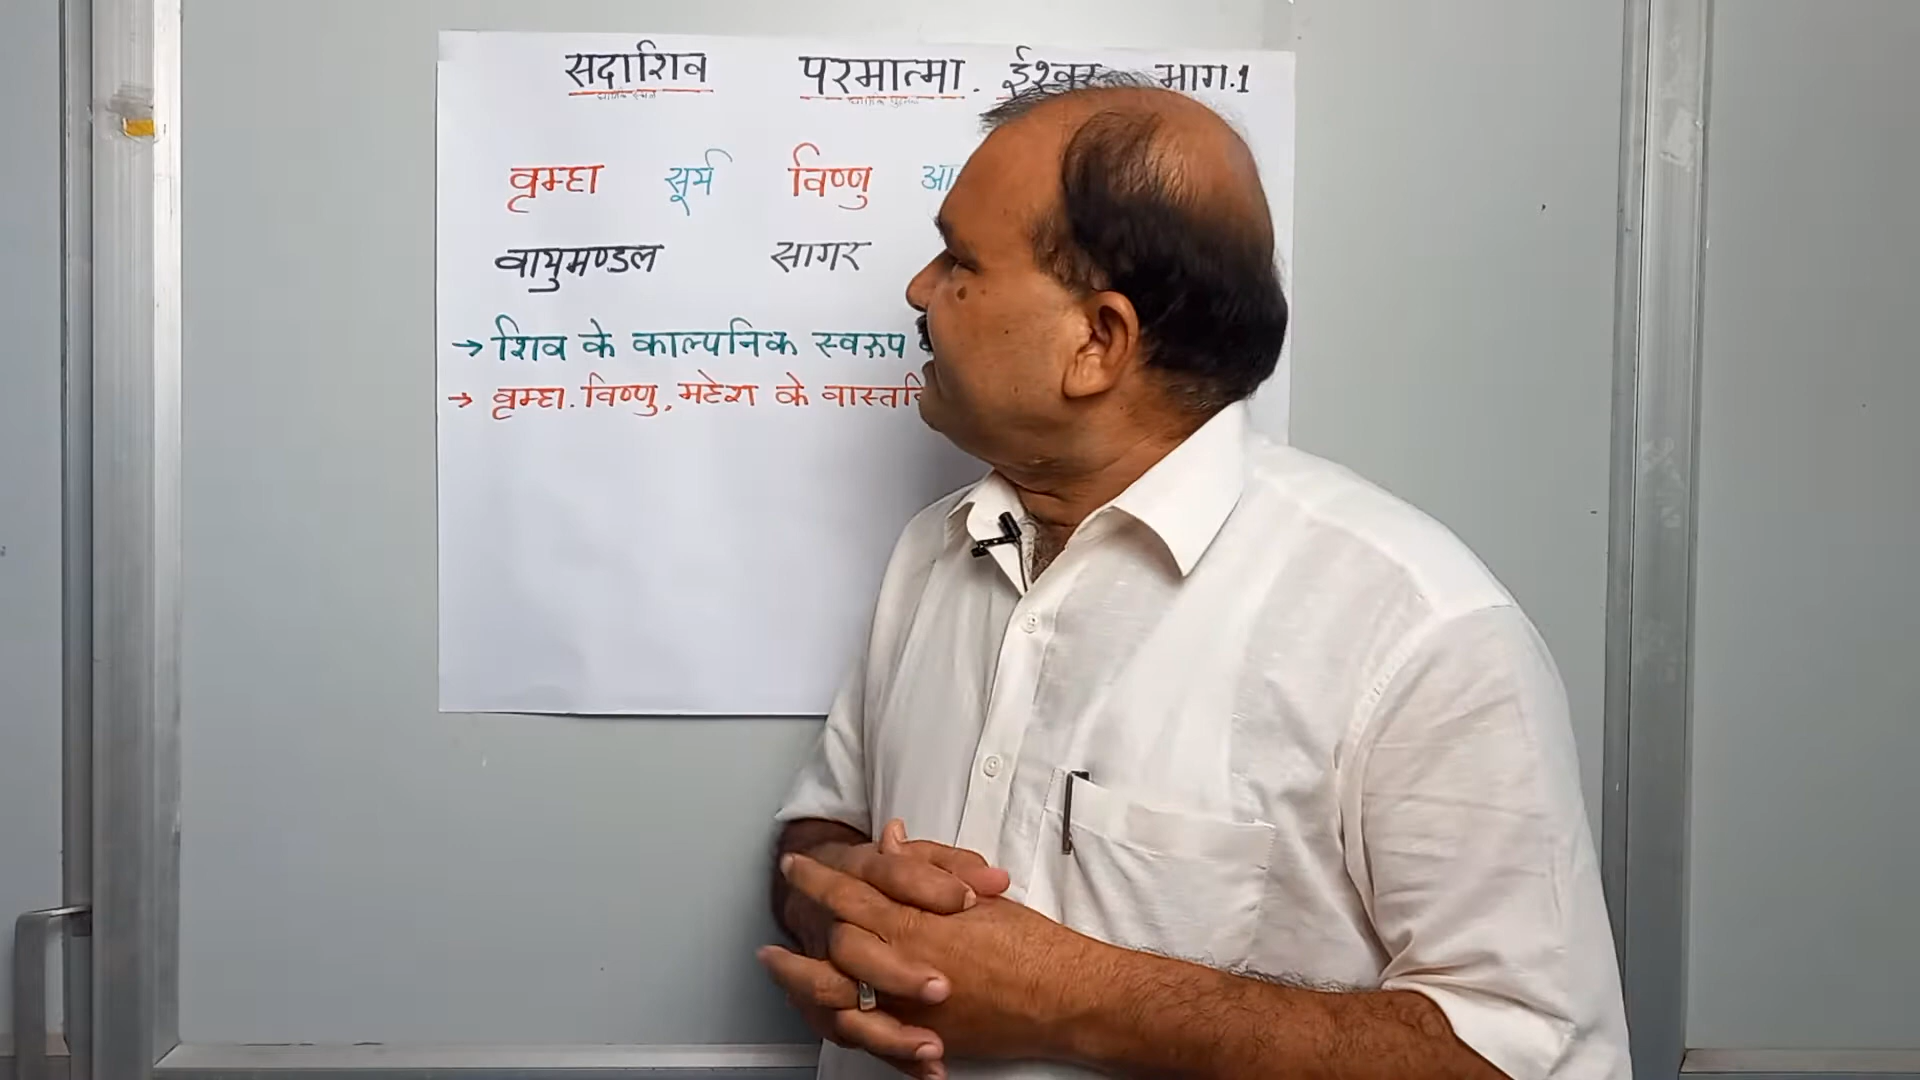 सदाशिव परमात्मा. ईश्वर भाग.1
वृम्हा सूर्य विष्णु
वायुमण्डल सागर
→ शिव के काल्पनिक स्वरुप
→ वृम्हा. विष्णु, महेश के